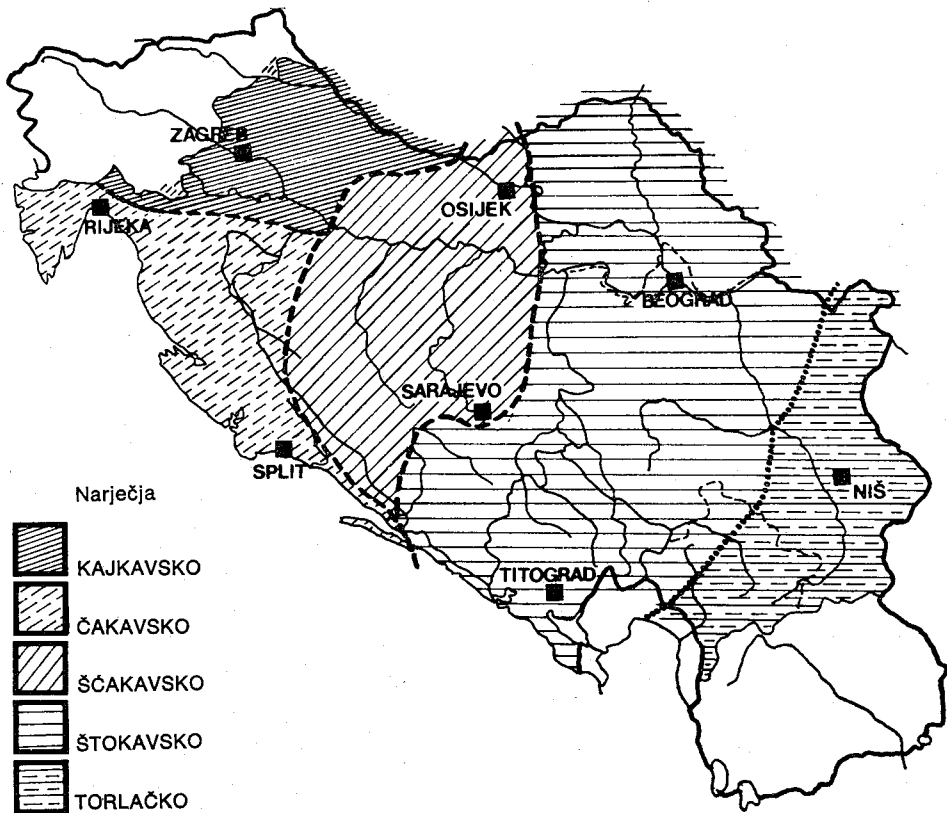 ZAGREB
RIJEKA
OSIJEK
BEOGRAD
SARAJEVO
SPLIT
NIŠ
TITOGRAD
Narječja
KAJKAVSKO
ČAKAVSKO
ŠĆAKAVSKO
ŠTOKAVSKO
TORLAČKO